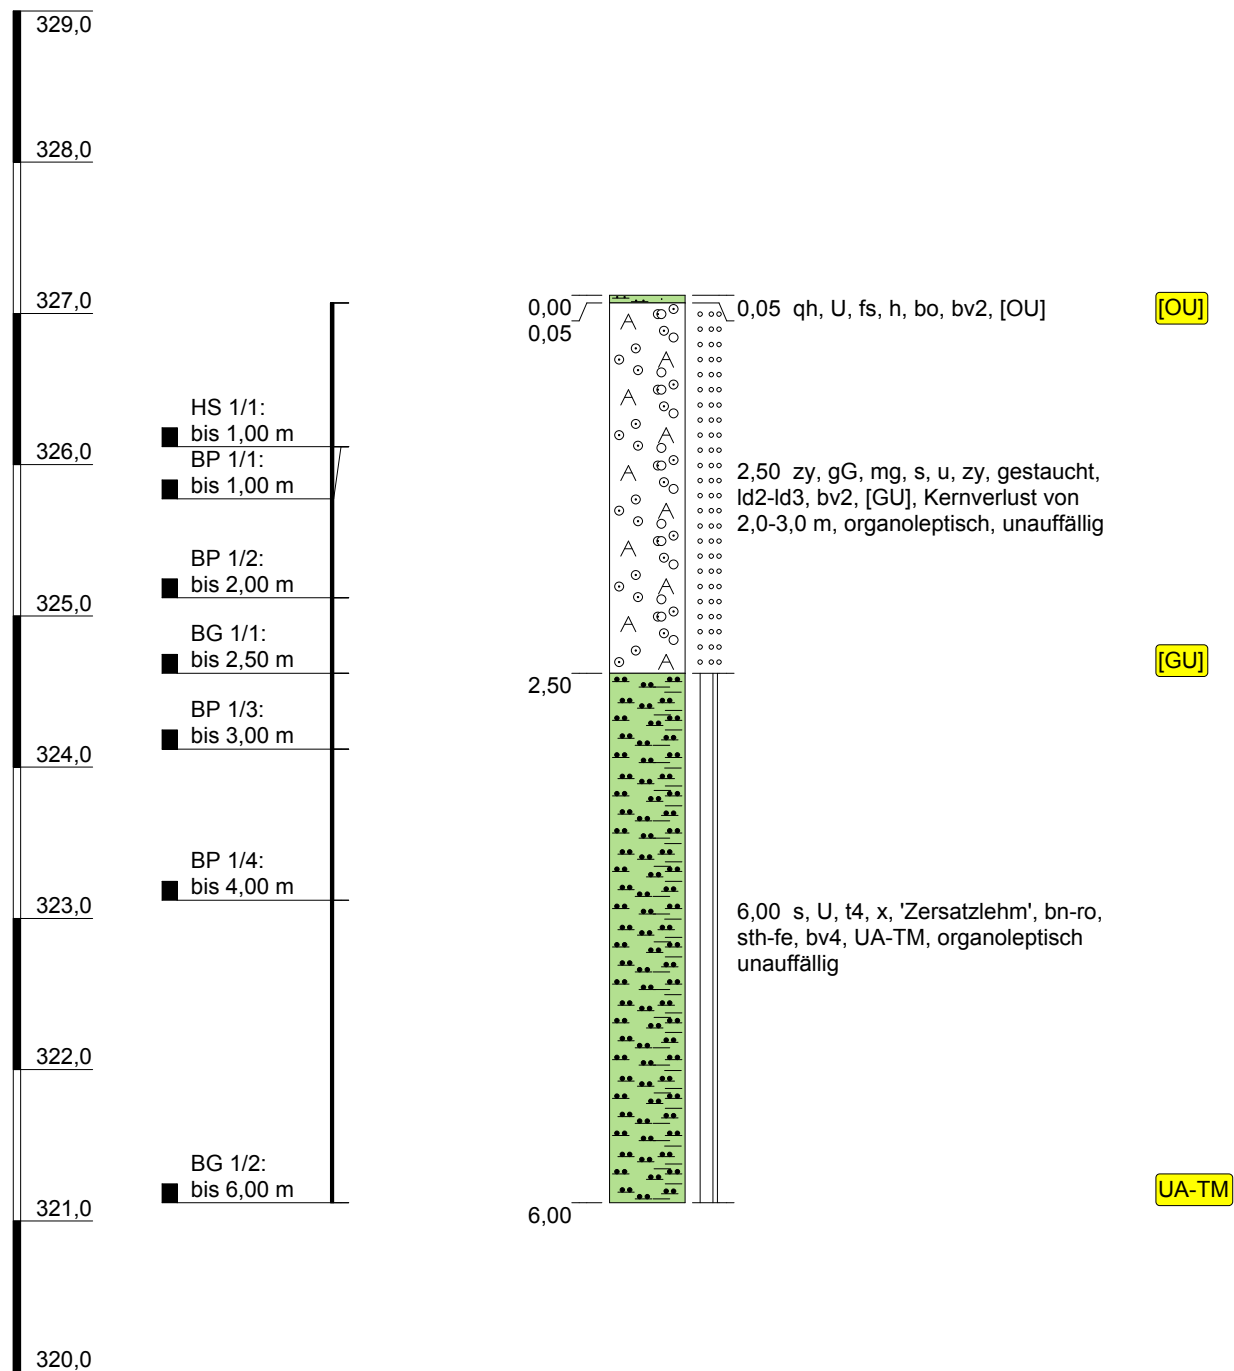 329,0
328,0
327,0
326,0
325,0
324,0
323,0
322,0
321,0
320,0
HS 1/1:
bis 1,00 m
BP 1/1:
bis 1,00 m
BP 1/2:
bis 2,00 m
BG 1/1:
bis 2,50 m
BP 1/3:
bis 3,00 m
BP 1/4:
bis 4,00 m
BG 1/2:
bis 6,00 m
0,00
0,05
2,50
6,00
0,05 qh, U, fs, h, bo, bv2, [OU]
2,50 zy, gG, mg, s, u, zy, gestaucht,
ld2-ld3, bv2, [GU], Kernverlust von
2,0-3,0 m, organoleptisch, unauffällig
6,00 s, U, t4, x, 'Zersatzlehm', bn-ro,
sth-fe, bv4, UA-TM, organoleptisch
unauffällig
[OU]
[GU]
UA-TM